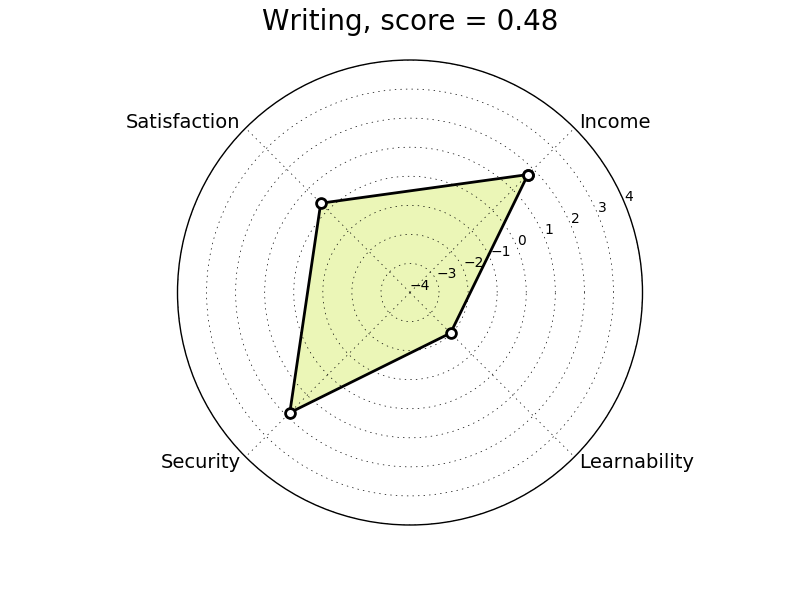 Writing, score = 0.48
Satisfaction
Income
4
3
2
1
0
−1
−2
−3
−4
Security
Learnability